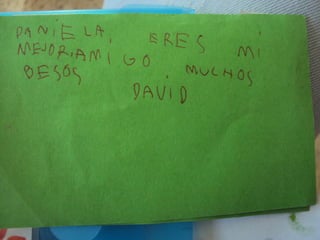 DANIELA, ERES MI
MEJORAMIGO MUCHOS
BESOS
DAVID